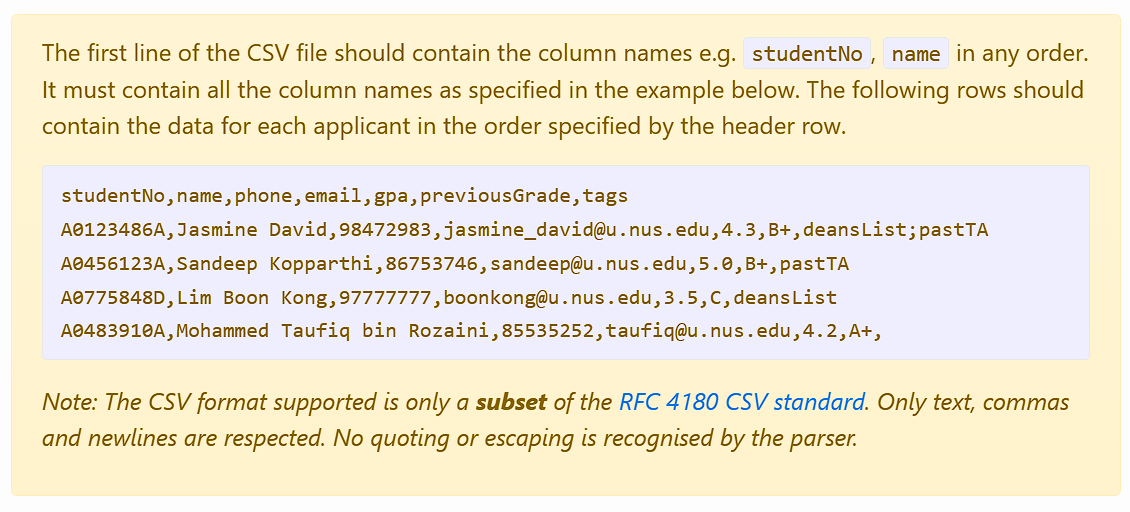 The first line of the CSV file should contain the column names e.g. studentNo, name in any order.
It must contain all the column names as specified in the example below. The following rows should
contain the data for each applicant in the order specified by the header row.
studentNo,name,phone,email,gpa,previousGrade,tags
A0123486A,Jasmine David,98472983,jasmine_david@u.nus.edu,4.3,B+,deansList;pastTA
A0456123A,Sandeep Kopparthi,86753746,sandeep@u.nus.edu,5.0,B+,pastTA
A0775848D,Lim Boon Kong,97777777,boonkong@u.nus.edu,3.5,C,deansList
A0483910A,Mohammed Taufiq bin Rozaini,85535252,taufiq@u.nus.edu,4.2,A+,
Note: The CSV format supported is only a subset of the RFC 4180 CSV standard. Only text, commas
and newlines are respected. No quoting or escaping is recognised by the parser.